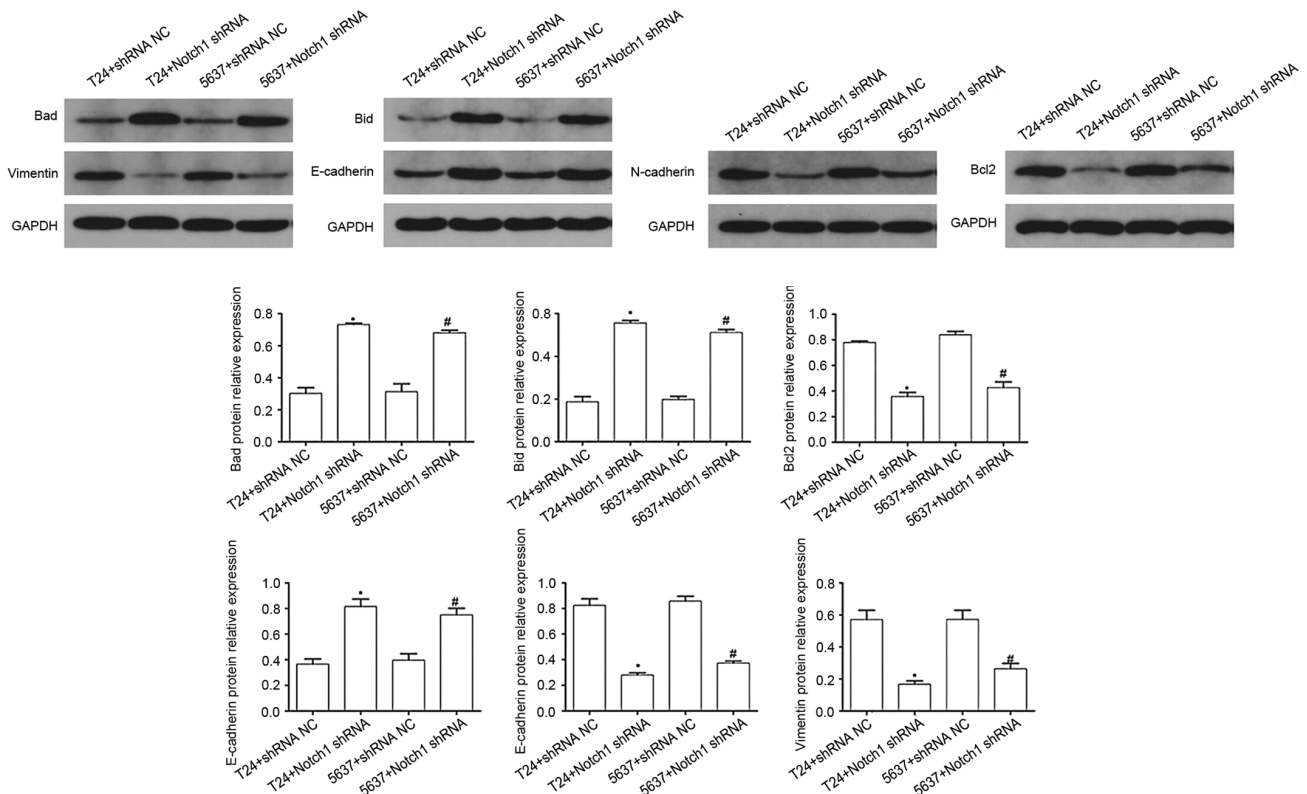 T24+shRNA NC
T24+Notch1 shRNA
5637+shRNA NC
5637+Notch1 shRNA
Bad
Vimentin
GAPDH
T24+shRNA NC
T24+Notch1 shRNA
5637+shRNA NC
5637+Notch1 shRNA
Bid
E-cadherin
GAPDH
T24+shRNA NC
T24+Notch1 shRNA
5637+shRNA NC
5637+Notch1 shRNA
N-cadherin
GAPDH
T24+shRNA NC
T24+Notch1 shRNA
5637+shRNA NC
5637+Notch1 shRNA
Bcl2
GAPDH
Bad protein relative expression
0.8
0.6
0.4
0.2
0.0
*
#
T24+shRNA NC
T24+Notch1 shRNA
5637+shRNA NC
5637+Notch1 shRNA
Bid protein relative expression
0.8
0.4
0.2
0.0
*
#
T24+shRNA NC
T24+Notch1 shRNA
5637+shRNA NC
5637+Notch1 shRNA
Bcl2 protein relative expression
1.0
0.8
0.6
0.4
0.2
0.0
*
#
T24+shRNA NC
T24+Notch1 shRNA
5637+shRNA NC
5637+Notch1 shRNA
E-cadherin protein relative expression
1.0
0.8
0.6
0.4
0.2
0.0
*
#
T24+shRNA NC
T24+Notch1 shRNA
5637+shRNA NC
5637+Notch1 shRNA
E-cadherin protein relative expression
1.0
0.8
0.6
0.4
0.2
0.0
*
#
T24+shRNA NC
T24+Notch1 shRNA
5637+shRNA NC
5637+Notch1 shRNA
Vimentin protein relative expression
0.8
0.6
0.4
0.2
0.0
*
#
T24+shRNA NC
T24+Notch1 shRNA
5637+shRNA NC
5637+Notch1 shRNA